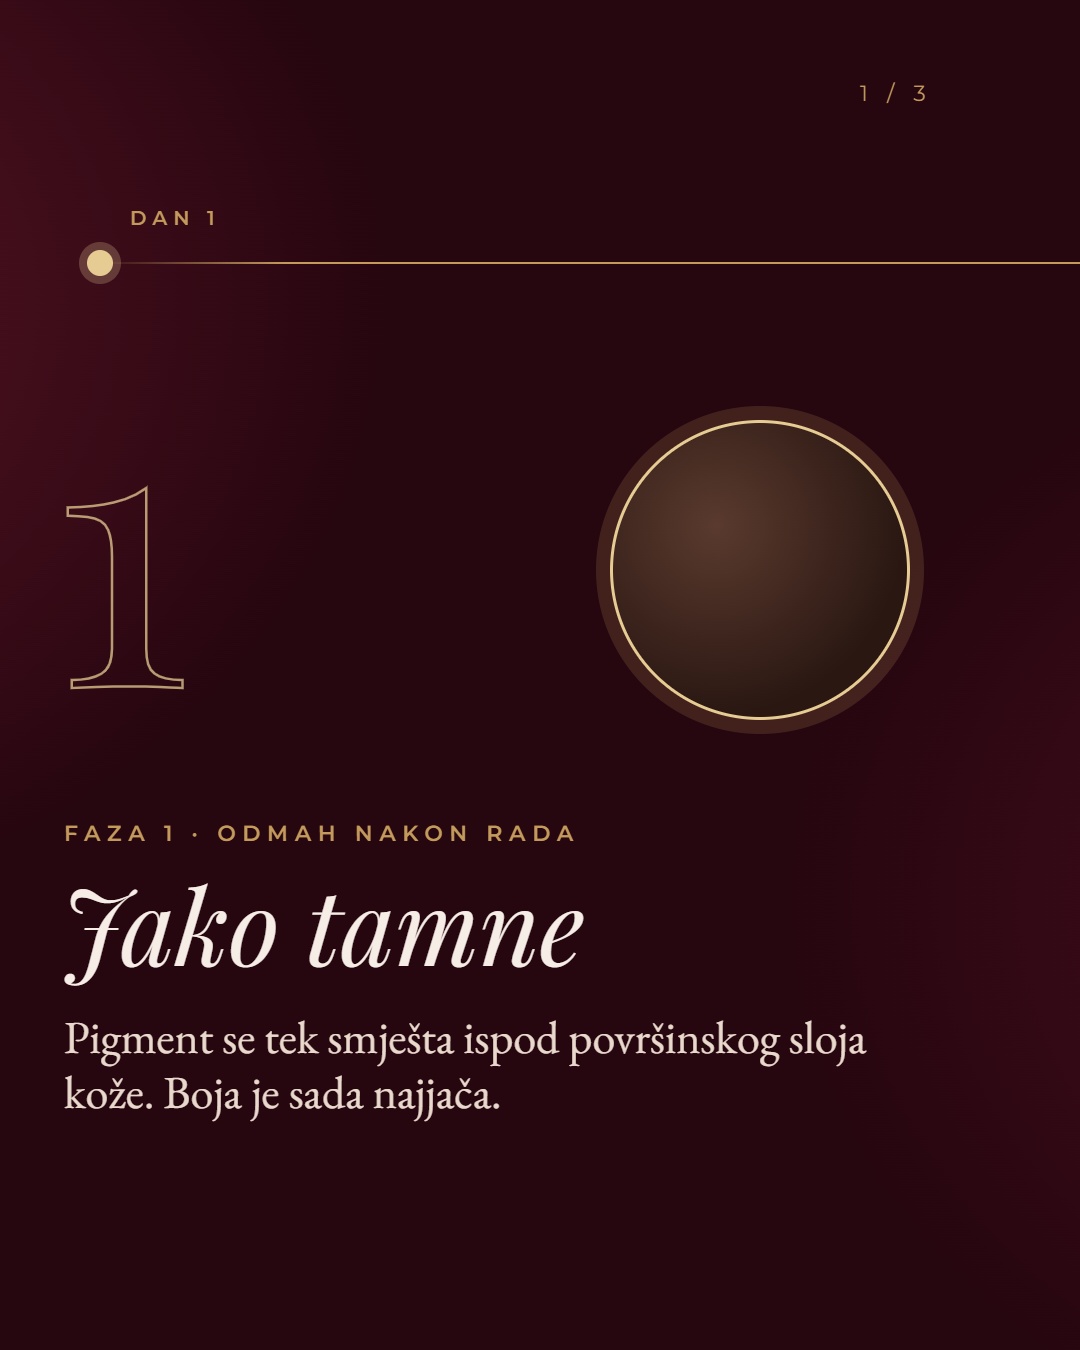 1 / 3
DAN 1
1
FAZA 1 · ODMAH NAKON RADA
Jako tamne
Pigment se tek smješta ispod površinskog sloja
kože. Boja je sada najjača.